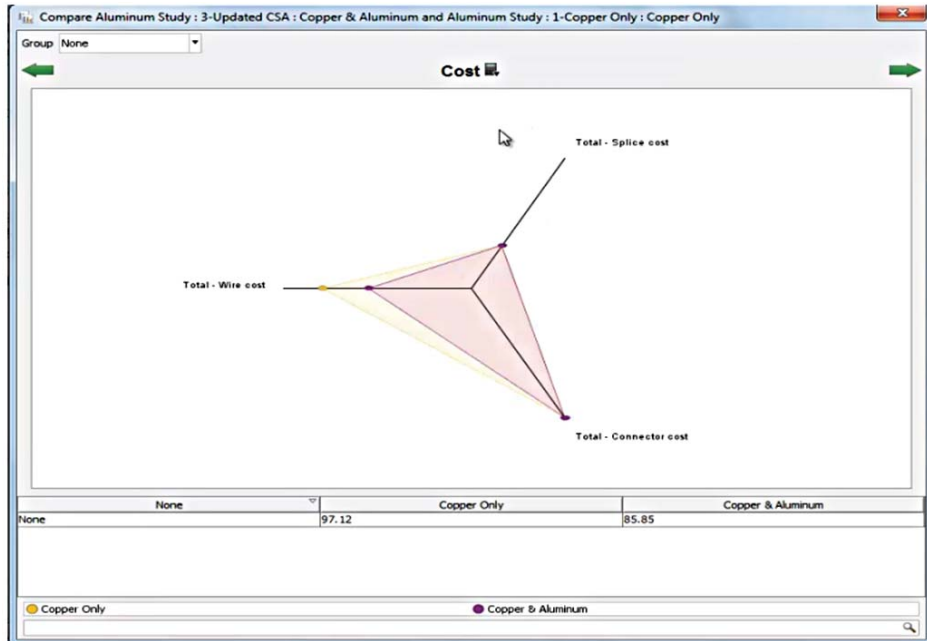 Compare Aluminum Study : 3-Updated CSA : Copper & Aluminum and Aluminum Study : 1-Copper Only : Copper Only
Group None
Cost
Total - Splice cost
Total - Wire cost
Total - Connector cost
None Copper Only Copper & Aluminum
None 97.12 85.85
Copper Only Copper & Aluminum